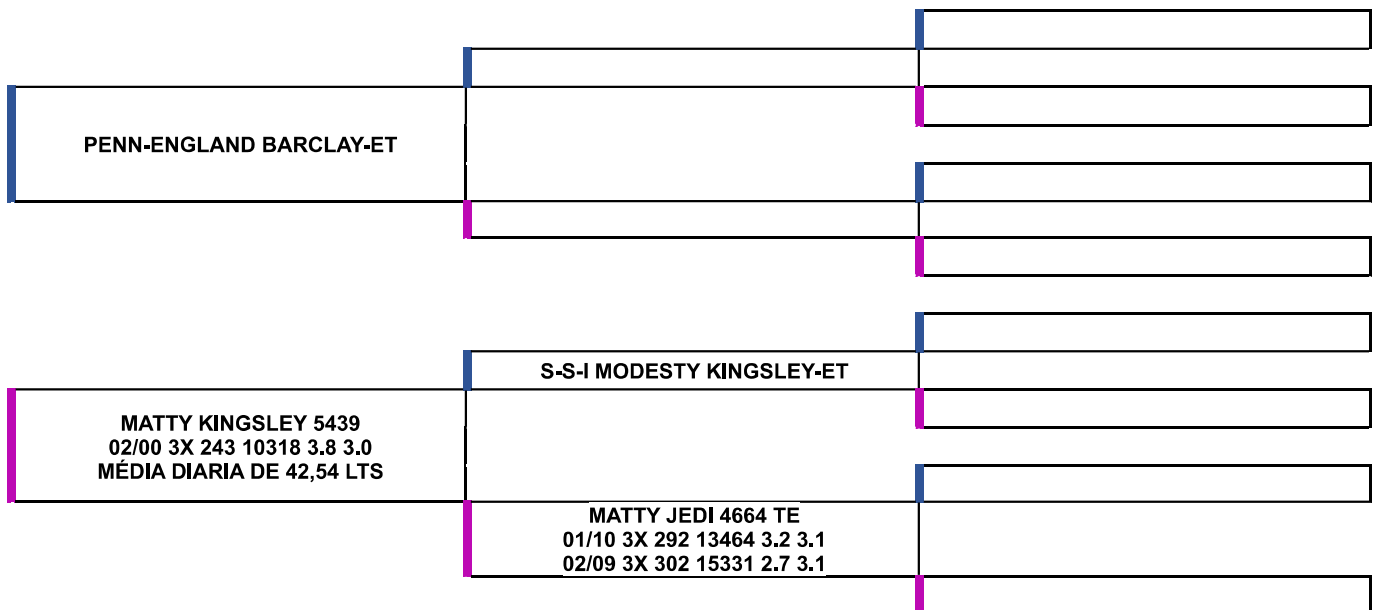 PENN-ENGLAND BARCLAY-ET
S-S-I MODESTY KINGSLEY-ET
MATTY KINGSLEY 5439
02/00 3X 243 10318 3.8 3.0
MÉDIA DIARIA DE 42,54 LTS
MATTY JEDI 4664 TE
01/10 3X 292 13464 3.2 3.1
02/09 3X 302 15331 2.7 3.1